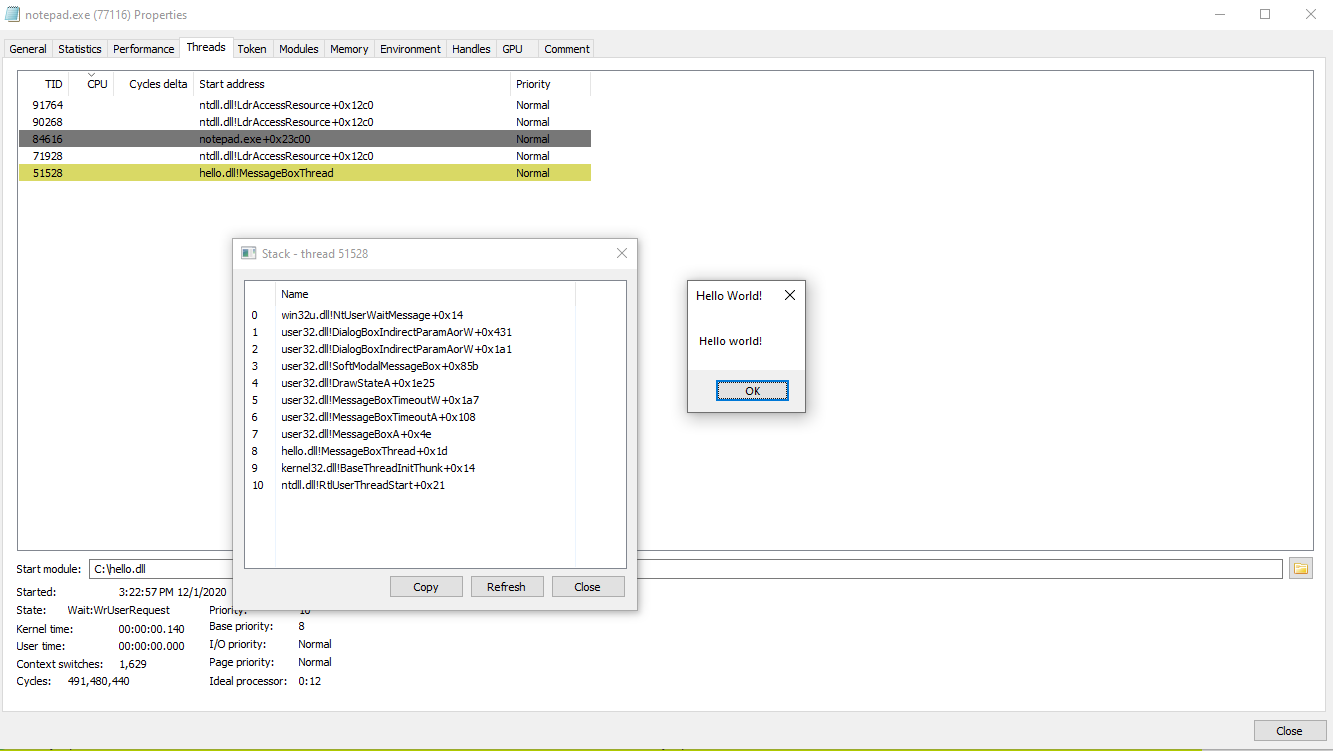 notepad.exe (77116) Properties
General Statistics Performance Threads Token Modules Memory Environment Handles GPU Comment
TID CPU Cycles delta Start address Priority
91764 ntdll.dll!LdrAccessResource+0x12c0 Normal
90268 ntdll.dll!LdrAccessResource+0x12c0 Normal
84616 notepad.exe+0x23c00 Normal
71928 ntdll.dll!LdrAccessResource+0x12c0 Normal
51528 hello.dll!MessageBoxThread Normal
Stack - thread 51528
Name
0 win32u.dll!NtUserWaitMessage+0x14
1 user32.dll!DialogBoxIndirectParamAorW+0x431
2 user32.dll!DialogBoxIndirectParamAorW+0x1a1
3 user32.dll!SoftModalMessageBox+0x85b
4 user32.dll!DrawStateA+0x1e25
5 user32.dll!MessageBoxTimeoutW+0x1a7
6 user32.dll!MessageBoxTimeoutA+0x108
7 user32.dll!MessageBoxA+0x4e
8 hello.dll!MessageBoxThread+0x1d
9 kernel32.dll!BaseThreadInitThunk+0x14
10 ntdll.dll!RtlUserThreadStart+0x21
Copy Refresh Close
Hello World!
Hello world!
OK
Start module: C:\hello.dll
Started: 3:22:57 PM 12/1/2020
State: Wait:WrUserRequest Priority: 10
Kernel time: 00:00:00.140 Base priority: 8
User time: 00:00:00.000 I/O priority: Normal
Context switches: 1,629 Page priority: Normal
Cycles: 491,480,440 Ideal processor: 0:12
Close